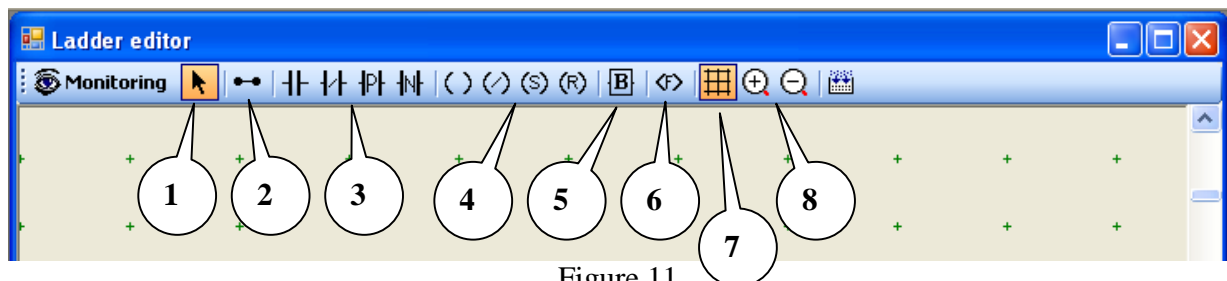 Ladder editor
Monitoring P N ( ) (/) (S) (R) B <F>
1 2 3 4 5 6 8
7
Figure 11